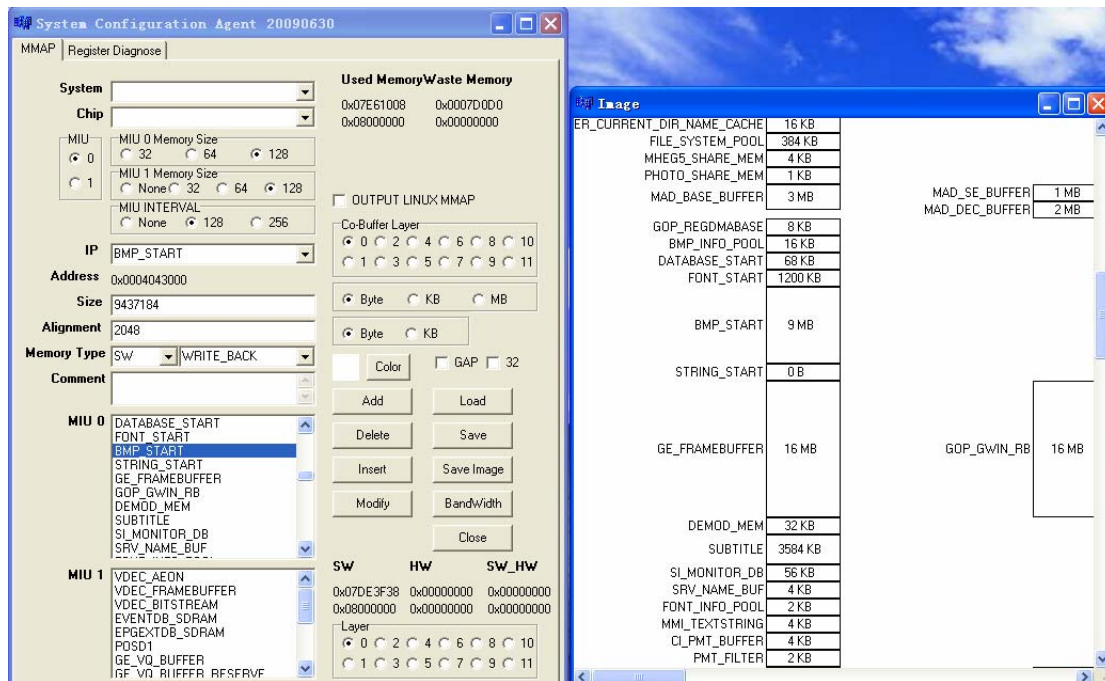 System Configuration Agent 20090630
MMAP
Register Diagnose
System
Chip
MIU
0
1
MIU 0 Memory Size
32 64 128
MIU 1 Memory Size
None 32 64 128
MIU INTERVAL
None 128 256
IP BMP_START
Address 0x0004043000
Size 9437184
Alignment 2048
Memory Type SW WRITE_BACK
Comment
MIU 0
DATABASE_START
FONT_START
BMP_START
STRING_START
GE_FRAMEBUFFER
GOP_GWIN_RB
DEMOD_MEM
SUBTITLE
SI_MONITOR_DB
SRV_NAME_BUF
MIU 1
VDEC_AEON
VDEC_FRAMEBUFFER
VDEC_BITSTREAM
EVENTDB_SDRAM
EPGEXTDB_SDRAM
POSD1
GE_VQ_BUFFER
GE_VQ_BUFFER_RESERVE
Used Memory Waste Memory
0x07E61008 0x0007D0D0
0x08000000 0x00000000
OUTPUT LINUX MMAP
Co-Buffer Layer
0 2 4 6 8 10
1 3 5 7 9 11
Byte KB MB
Byte KB
Color GAP 32
Add Load
Delete Save
Insert Save Image
Modify BandWidth
Close
SW HW SW_HW
0x07DE3F38 0x00000000 0x00000000
0x08000000 0x00000000 0x00000000
Layer
0 2 4 6 8 10
1 3 5 7 9 11
Image
ER_CURRENT_DIR_NAME_CACHE 16 KB
FILE_SYSTEM_POOL 384 KB
MHEG5_SHARE_MEM 4 KB
PHOTO_SHARE_MEM 1 KB
MAD_BASE_BUFFER 3 MB
MAD_SE_BUFFER 1 MB
MAD_DEC_BUFFER 2 MB
GOP_REGDMABASE 8 KB
BMP_INFO_POOL 16 KB
DATABASE_START 68 KB
FONT_START 1200 KB
BMP_START 9 MB
STRING_START 0 B
GE_FRAMEBUFFER 16 MB
GOP_GWIN_RB 16 MB
DEMOD_MEM 32 KB
SUBTITLE 3584 KB
SI_MONITOR_DB 56 KB
SRV_NAME_BUF 4 KB
FONT_INFO_POOL 2 KB
MMI_TEXTSTRING 4 KB
CI_PMT_BUFFER 4 KB
PMT_FILTER 2 KB